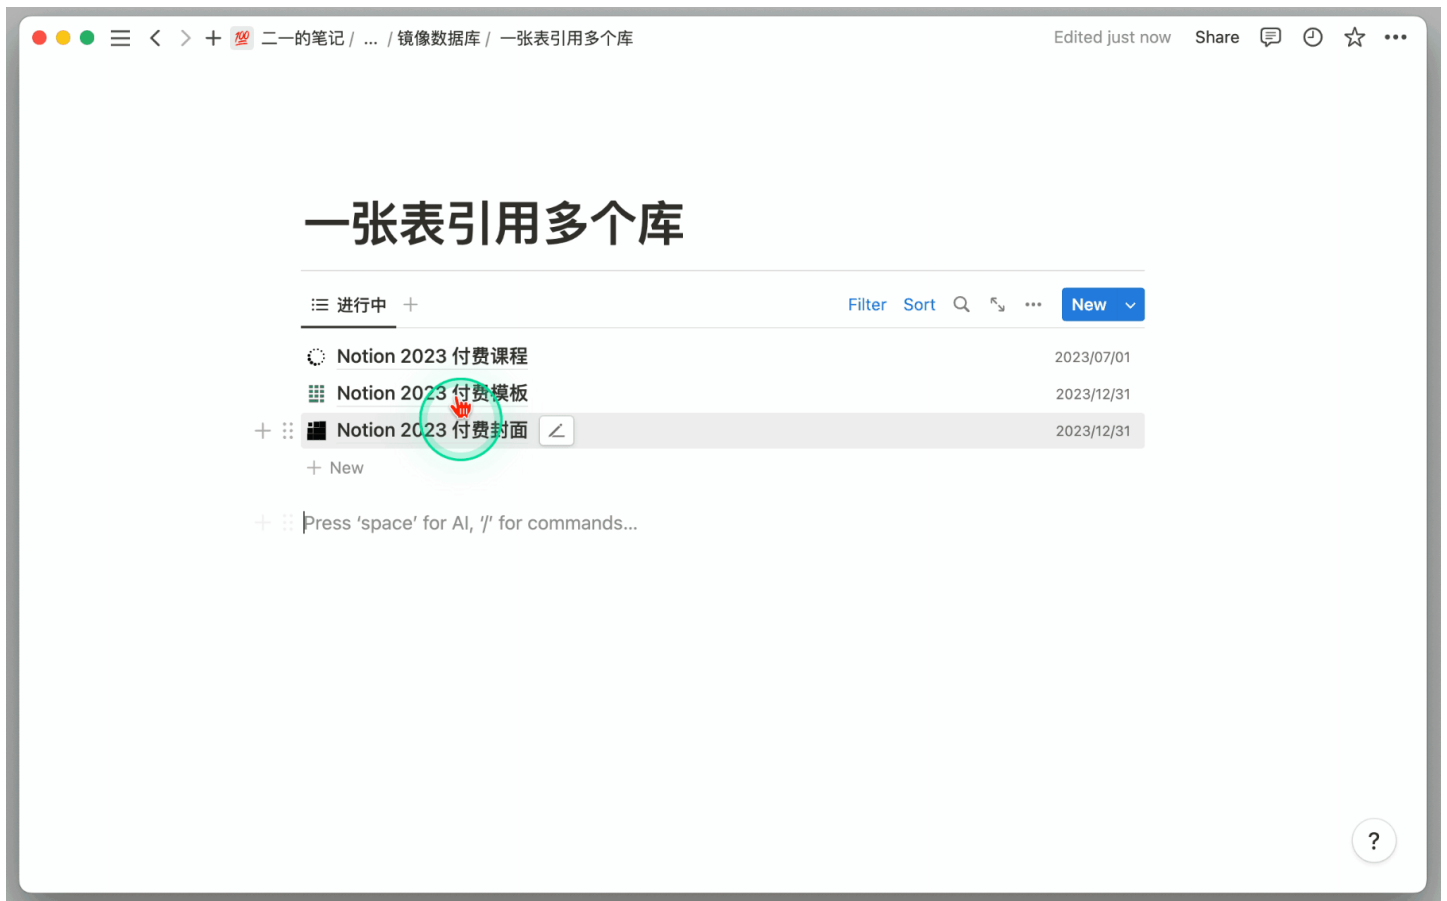 二一的笔记 / ... / 镜像数据库 / 一张表引用多个库 Edited just now Share
一张表引用多个库
进行中 Filter Sort New
Notion 2023 付费课程 2023/07/01
Notion 2023 付费模板 2023/12/31
Notion 2023 付费封面 2023/12/31
New
Press ‘space’ for AI, ‘/’ for commands...
?